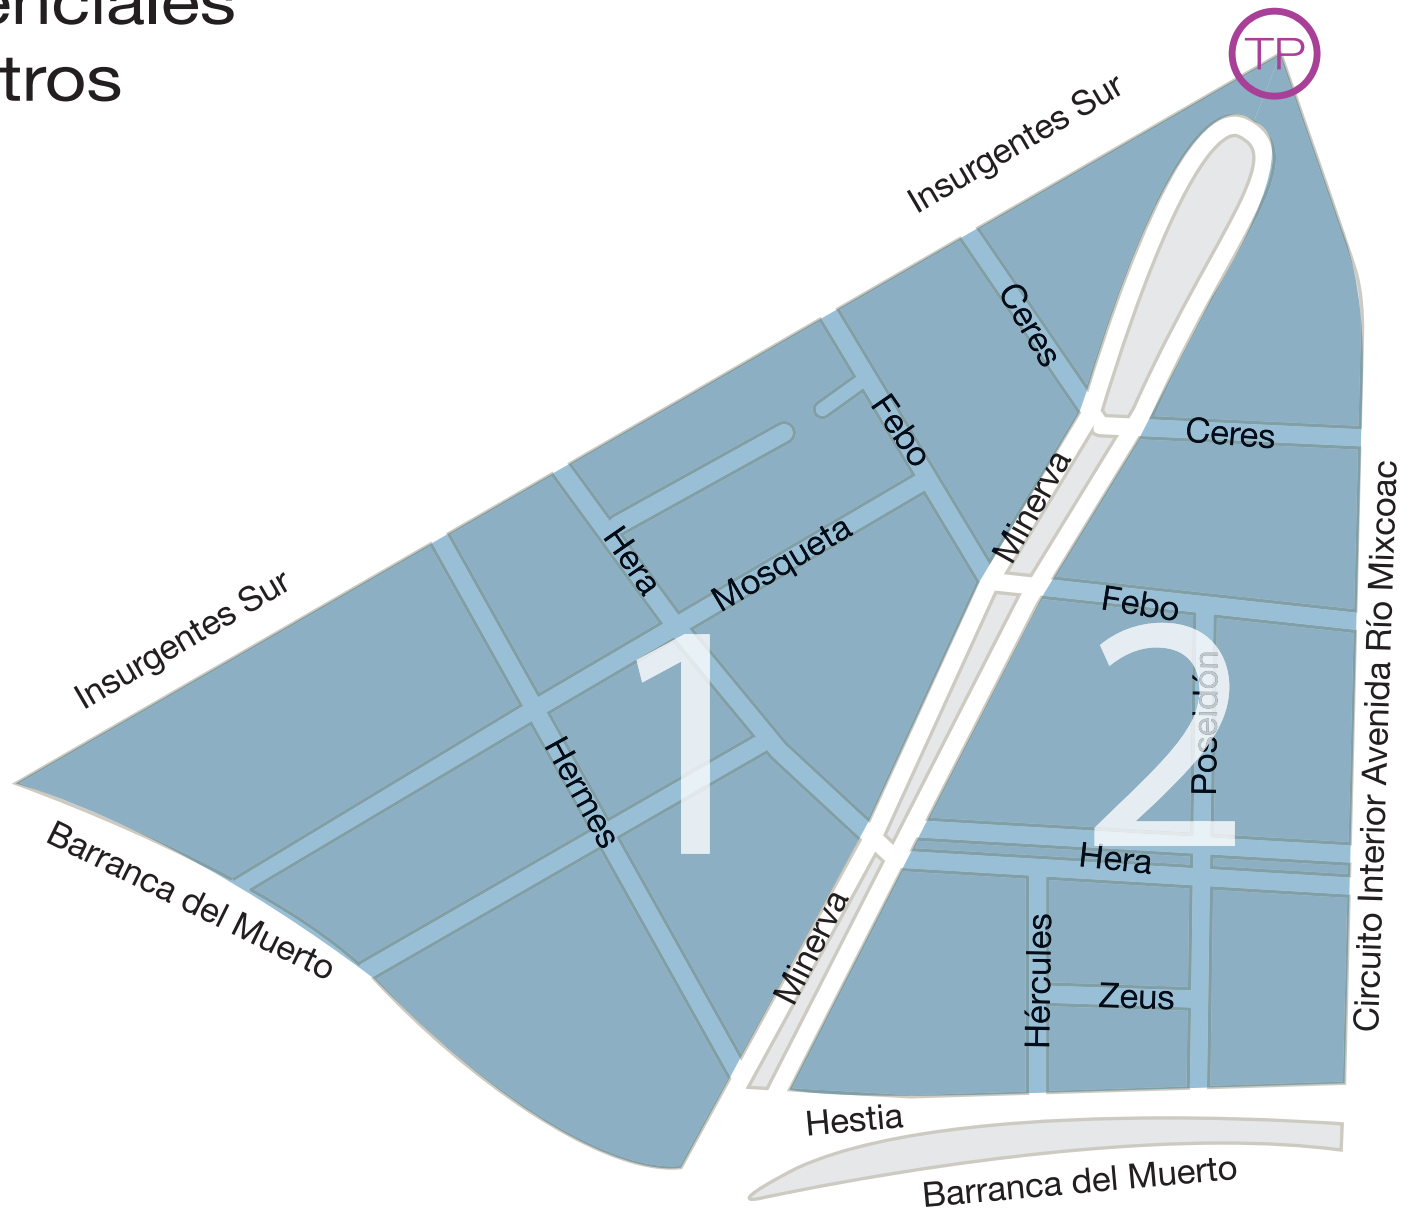 enciales
tros
TP
Insurgentes Sur
Ceres
Ceres
Febo
Minerva
Hera
Mosqueta
Insurgentes Sur
Febo
Circuito Interior Avenida Río Mixcoac
1
2
Poseidón
Hermes
Barranca del Muerto
Hera
Minerva
Hércules
Zeus
Hestia
Barranca del Muerto